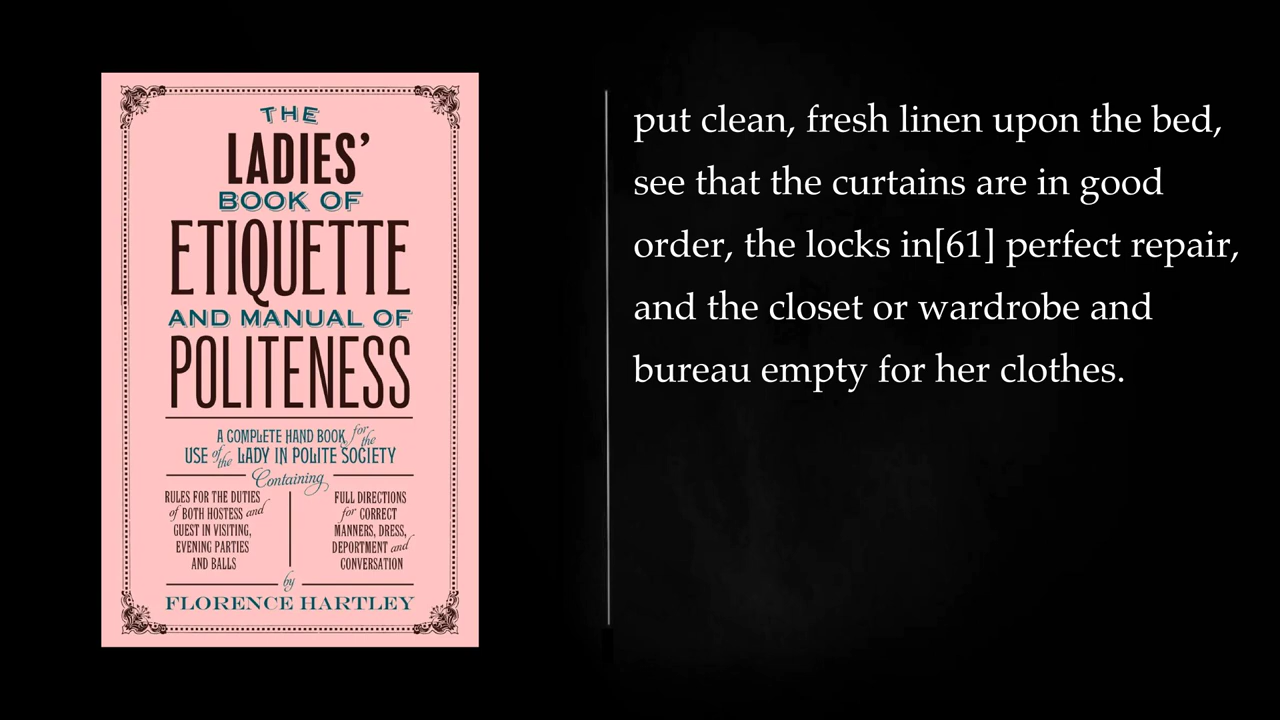 THE
LADIES'
BOOK OF
ETIQUETTE
AND MANUAL OF
POLITENESS
A COMPLETE HAND BOOK for the
USE of the LADY IN POLITE SOCIETY
Containing
RULES FOR THE DUTIES
of BOTH HOSTESS and
GUEST IN VISITING,
EVENING PARTIES
AND BALLS
FULL DIRECTIONS
for CORRECT
MANNERS, DRESS,
DEPORTMENT and
CONVERSATION
by
FLORENCE HARTLEY
put clean, fresh linen upon the bed,
see that the curtains are in good
order, the locks in[61] perfect repair,
and the closet or wardrobe and
bureau empty for her clothes.